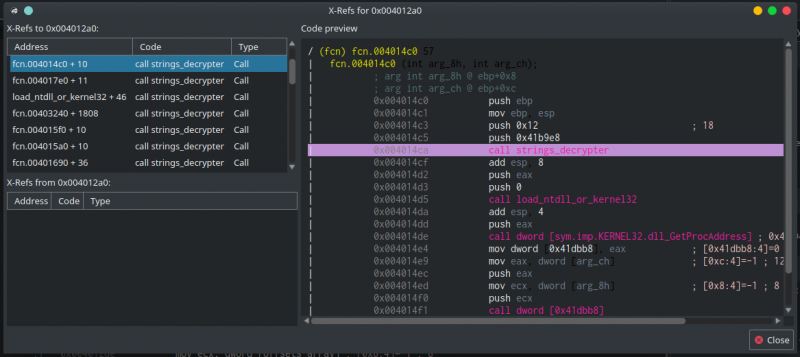 X-Refs for 0x004012a0
X-Refs to 0x004012a0:
Address Code Type
fcn.004014c0 + 10 call strings_decrypter Call
fcn.004017e0 + 11 call strings_decrypter Call
load_ntdll_or_kernel32 + 46 call strings_decrypter Call
fcn.00403240 + 1808 call strings_decrypter Call
fcn.004015f0 + 10 call strings_decrypter Call
fcn.004015a0 + 10 call strings_decrypter Call
fcn.00401690 + 36 call strings_decrypter Call
X-Refs from 0x004012a0:
Address Code Type
Code preview
/ (fcn) fcn.004014c0 57
| fcn.004014c0 (int arg_8h, int arg_ch);
| ; arg int arg_8h @ ebp+0x8
| ; arg int arg_ch @ ebp+0xc
| 0x004014c0 push ebp
| 0x004014c1 mov ebp, esp
| 0x004014c3 push 0x12 ; 18
| 0x004014c5 push 0x41b9e8
| 0x004014ca call strings_decrypter
| 0x004014cf add esp, 8
| 0x004014d2 push eax
| 0x004014d3 push 0
| 0x004014d5 call load_ntdll_or_kernel32
| 0x004014da add esp, 4
| 0x004014dd push eax
| 0x004014de call dword [sym.imp.KERNEL32.dll_GetProcAddress] ; 0x4
| 0x004014e4 mov dword [0x41dbb8], eax ; [0x41dbb8:4]=0
| 0x004014e9 mov eax, dword [arg_ch] ; [0xc:4]=-1 ; 12
| 0x004014ec push eax
| 0x004014ed mov ecx, dword [arg_8h] ; [0x8:4]=-1 ; 8
| 0x004014f0 push ecx
| 0x004014f1 call dword [0x41dbb8]
Close